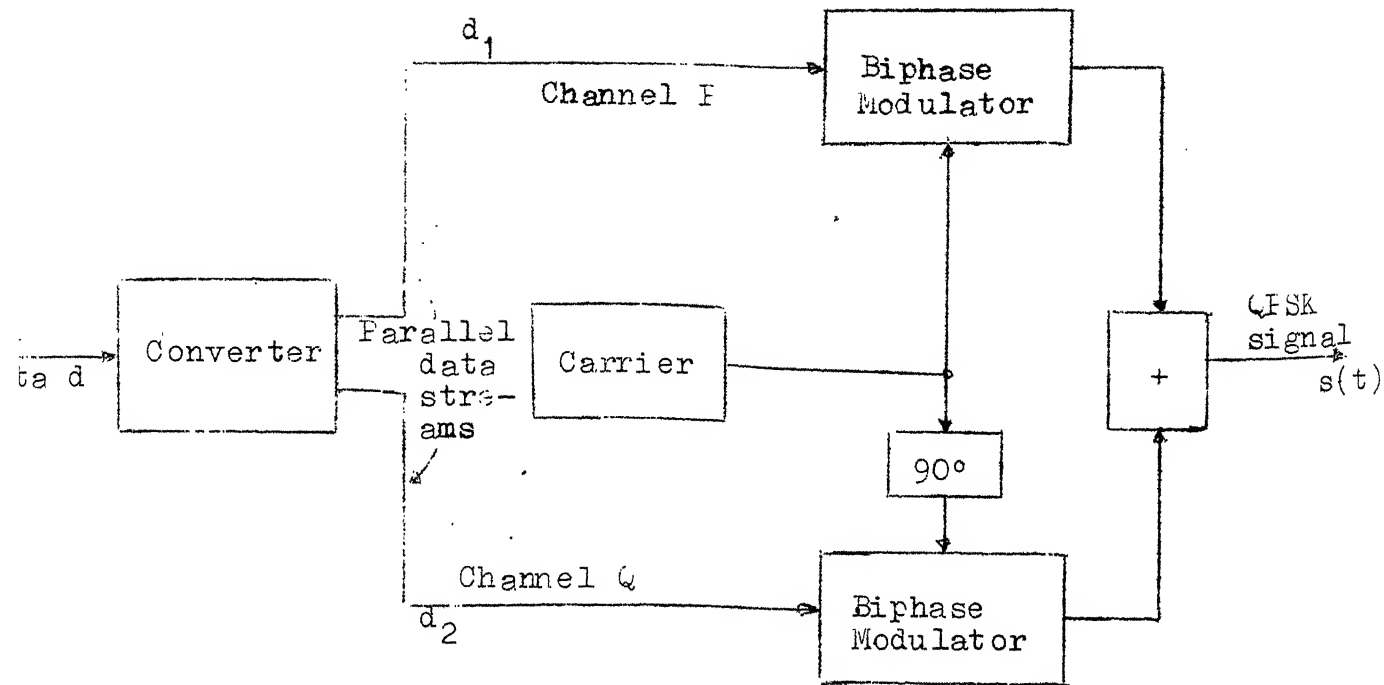 d1
Biphase
Modulator
Channel P
QPSK
signal
s(t)
Converter
Parallel
data
stre-
ams
Carrier
+
ta d
90°
Channel Q
d2
Biphase
Modulator